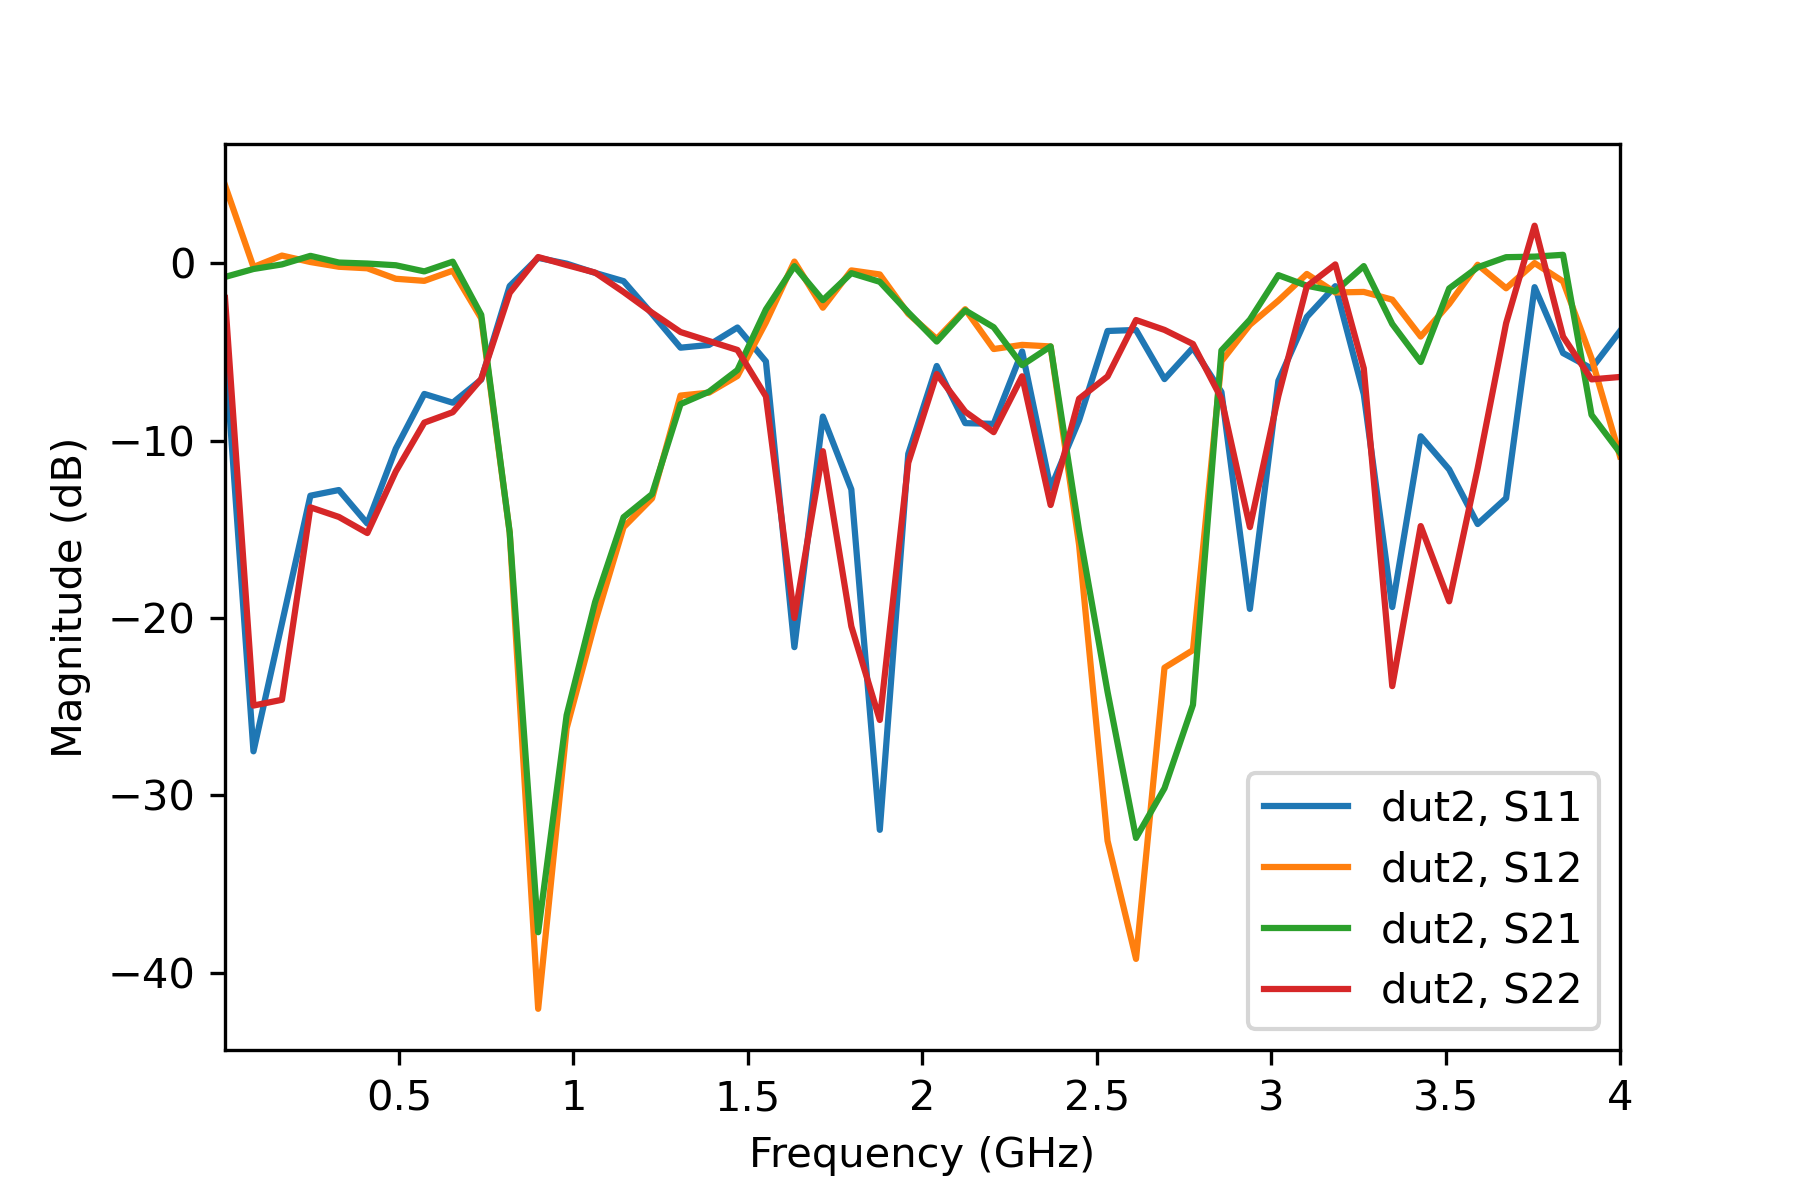 0
−10
−20
−30
−40
Magnitude (dB)
0.5 1 1.5 2 2.5 3 3.5 4
Frequency (GHz)
dut2, S11
dut2, S12
dut2, S21
dut2, S22